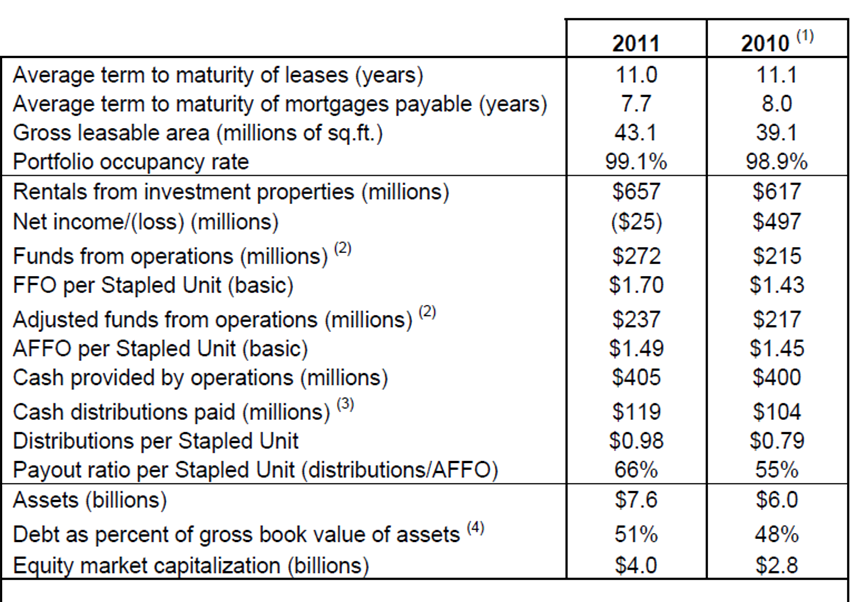 2011 2010 (1)
Average term to maturity of leases (years) 11.0 11.1
Average term to maturity of mortgages payable (years) 7.7 8.0
Gross leasable area (millions of sq.ft.) 43.1 39.1
Portfolio occupancy rate 99.1% 98.9%
Rentals from investment properties (millions) $657 $617
Net income/(loss) (millions) ($25) $497
Funds from operations (millions) (2) $272 $215
FFO per Stapled Unit (basic) $1.70 $1.43
Adjusted funds from operations (millions) (2) $237 $217
AFFO per Stapled Unit (basic) $1.49 $1.45
Cash provided by operations (millions) $405 $400
Cash distributions paid (millions) (3) $119 $104
Distributions per Stapled Unit $0.98 $0.79
Payout ratio per Stapled Unit (distributions/AFFO) 66% 55%
Assets (billions) $7.6 $6.0
Debt as percent of gross book value of assets (4) 51% 48%
Equity market capitalization (billions) $4.0 $2.8